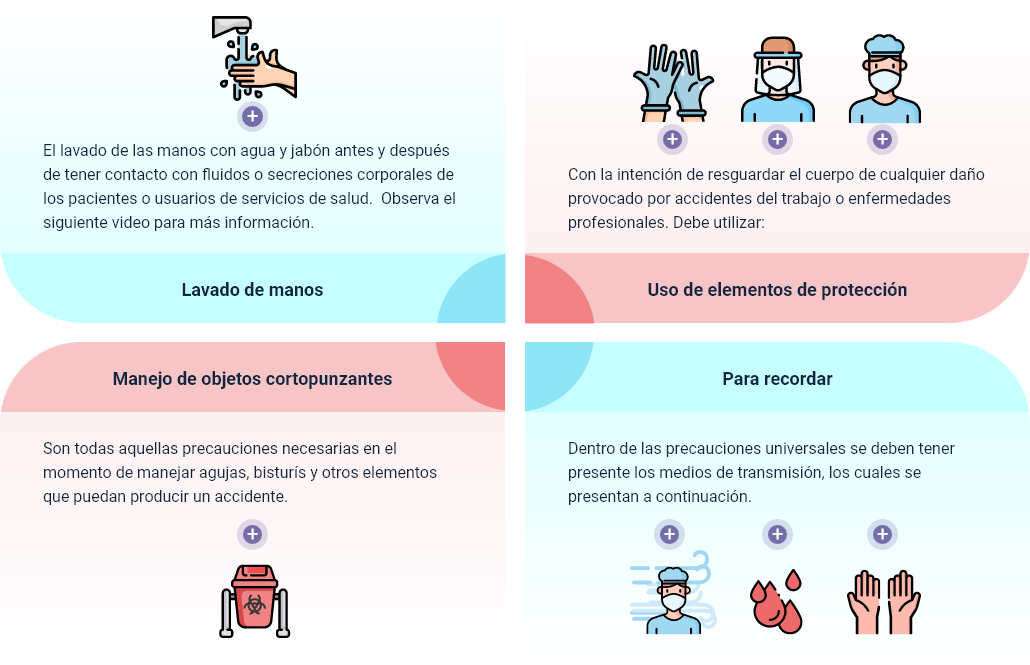 El lavado de las manos con agua y jabón antes y después
de tener contacto con fluidos o secreciones corporales de
los pacientes o usuarios de servicios de salud.  Observa el
siguiente video para más información.
Lavado de manos
Con la intención de resguardar el cuerpo de cualquier daño
provocado por accidentes del trabajo o enfermedades
profesionales. Debe utilizar:
Uso de elementos de protección
Manejo de objetos cortopunzantes
Son todas aquellas precauciones necesarias en el
momento de manejar agujas, bisturís y otros elementos
que puedan producir un accidente.
Para recordar
Dentro de las precauciones universales se deben tener
presente los medios de transmisión, los cuales se
presentan a continuación.